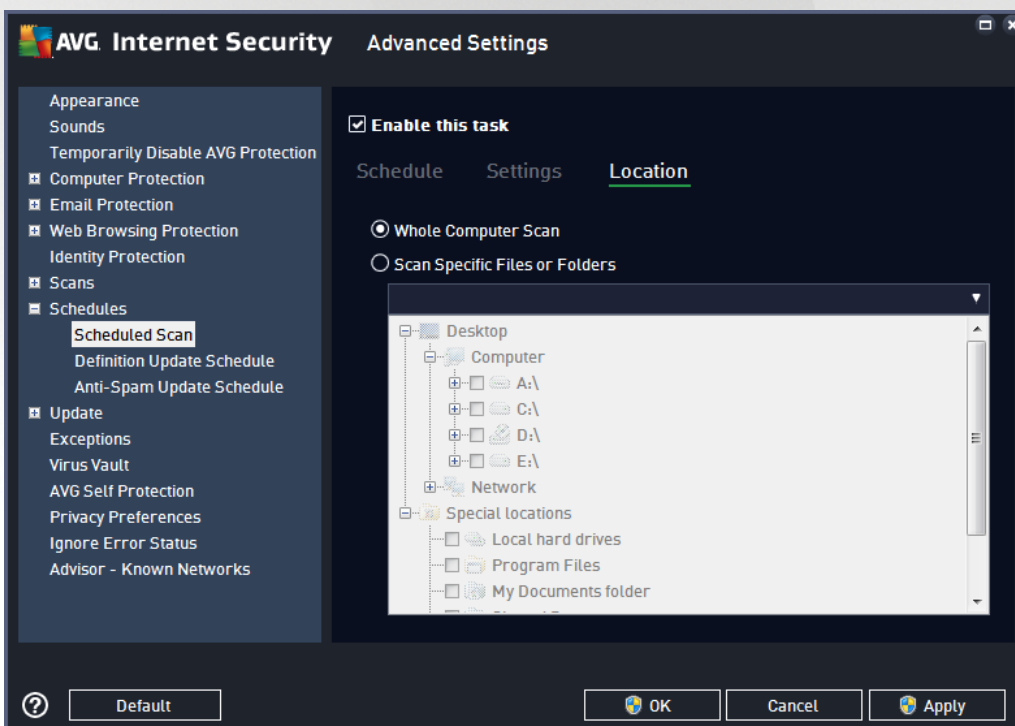 AVG. Internet Security Advanced Settings
Appearance
Sounds
Temporarily Disable AVG Protection
Computer Protection
Email Protection
Web Browsing Protection
Identity Protection
Scans
Schedules
Scheduled Scan
Definition Update Schedule
Anti-Spam Update Schedule
Update
Exceptions
Virus Vault
AVG Self Protection
Privacy Preferences
Ignore Error Status
Advisor - Known Networks
Enable this task
Schedule Settings Location
Whole Computer Scan
Scan Specific Files or Folders
Desktop
Computer
A:\
C:\
D:\
E:\
Network
Special locations
Local hard drives
Program Files
My Documents folder
Default OK Cancel Apply